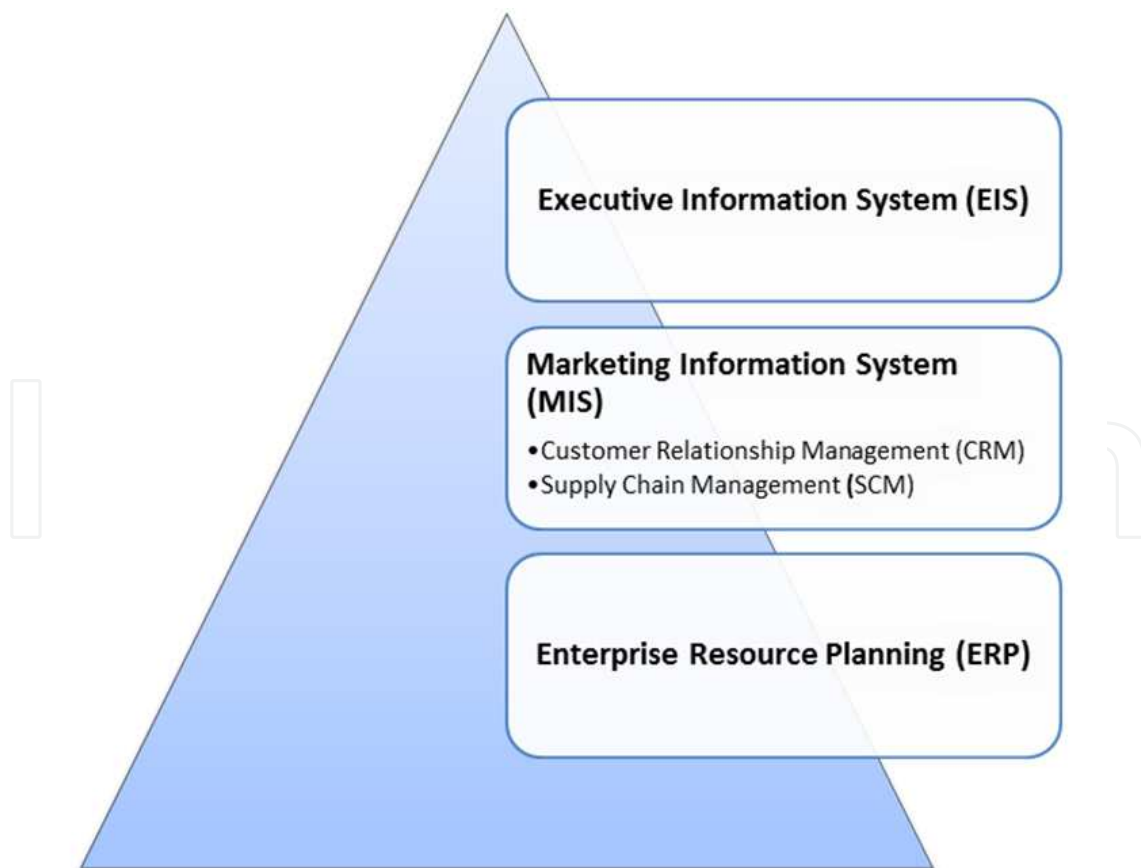 Executive Information System (EIS)
Marketing Information System
(MIS)
•Customer Relationship Management (CRM)
•Supply Chain Management (SCM)
Enterprise Resource Planning (ERP)